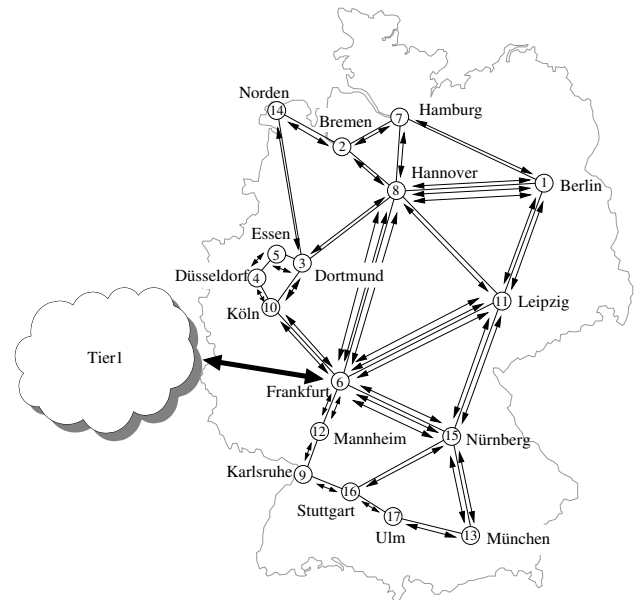 Norden
14
Bremen
2
7
Hamburg
Hannover
8
1
Berlin
Essen
5
3
Dortmund
Düsseldorf
4
Köln
10
11
Leipzig
Tier1
Frankfurt
6
12
Mannheim
15
Nürnberg
Karlsruhe
9
16
Stuttgart
17
Ulm
13
München